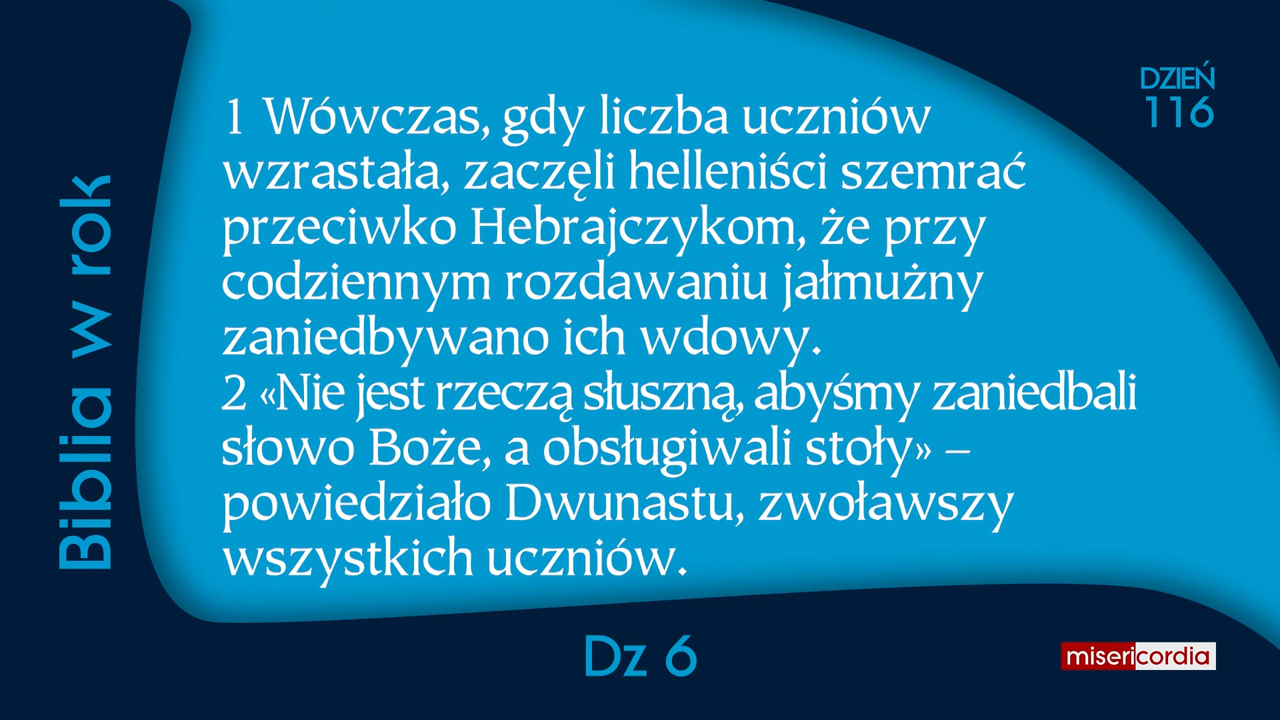 Biblia w rok
DZIEŃ
116
1 Wówczas, gdy liczba uczniów
wzrastała, zaczęli helleniści szemrać
przeciwko Hebrajczykom, że przy
codziennym rozdawaniu jałmużny
zaniedbywano ich wdowy.
2 «Nie jest rzeczą słuszną, abyśmy zaniedbali
słowo Boże, a obsługiwali stoły» –
powiedziało Dwunastu, zwoławszy
wszystkich uczniów.
Dz 6
misericordia